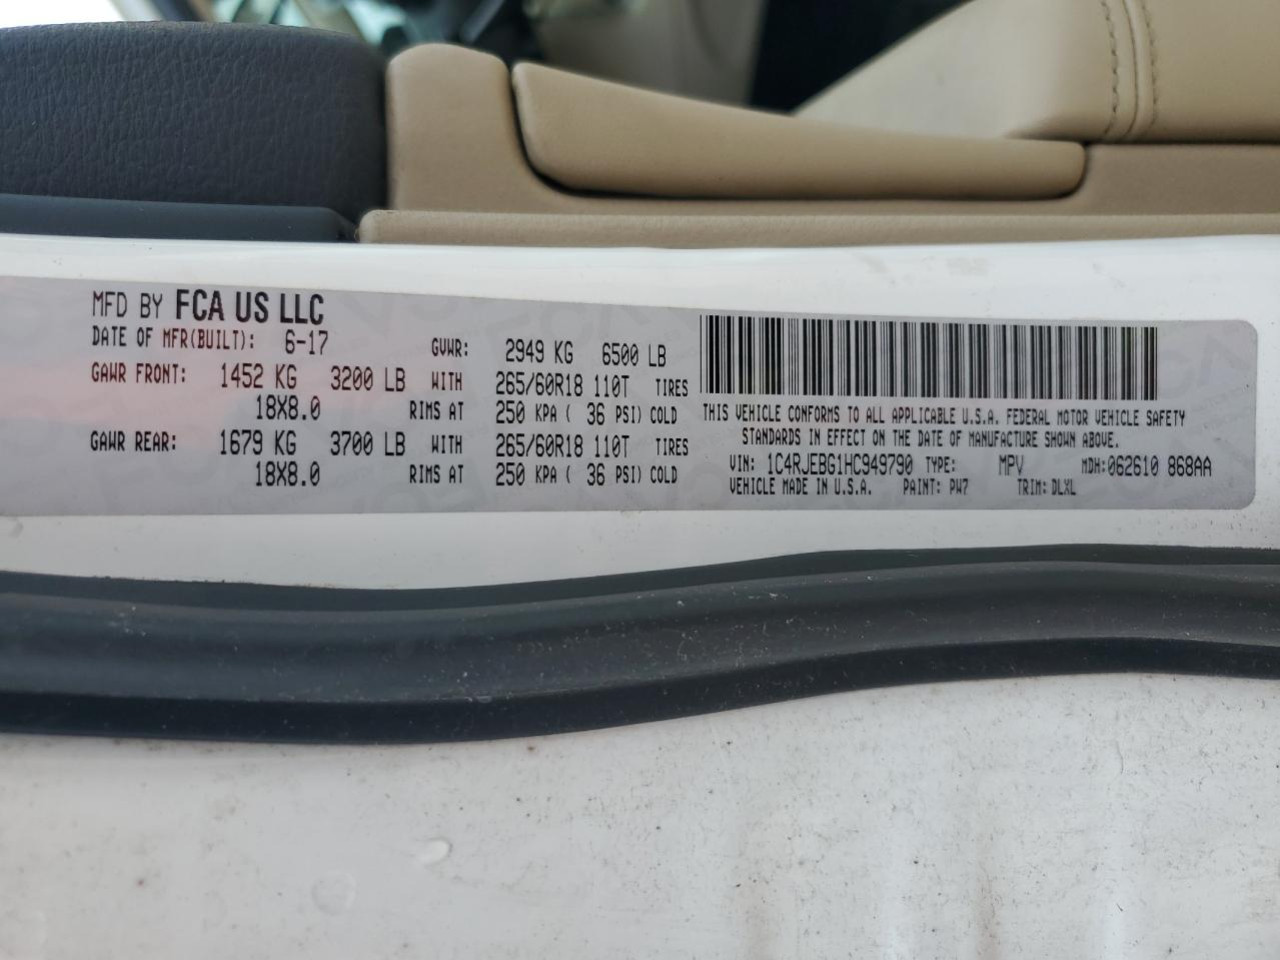 MFD BY FCA US LLC
DATE OF MFR(BUILT): 6-17 GVWR: 2949 KG 6500 LB
GAWR FRONT: 1452 KG 3200 LB WITH 265/60R18 110T TIRES
18X8.0 RIMS AT 250 KPA ( 36 PSI) COLD
GAWR REAR: 1679 KG 3700 LB WITH 265/60R18 110T TIRES
18X8.0 RIMS AT 250 KPA ( 36 PSI) COLD
THIS VEHICLE CONFORMS TO ALL APPLICABLE U.S.A. FEDERAL MOTOR VEHICLE SAFETY
STANDARDS IN EFFECT ON THE DATE OF MANUFACTURE SHOWN ABOVE.
VIN: 1C4RJEBG1HC949790 TYPE: MPV MDH:062610 868AA
VEHICLE MADE IN U.S.A. PAINT: PW7 TRIM: DLXL